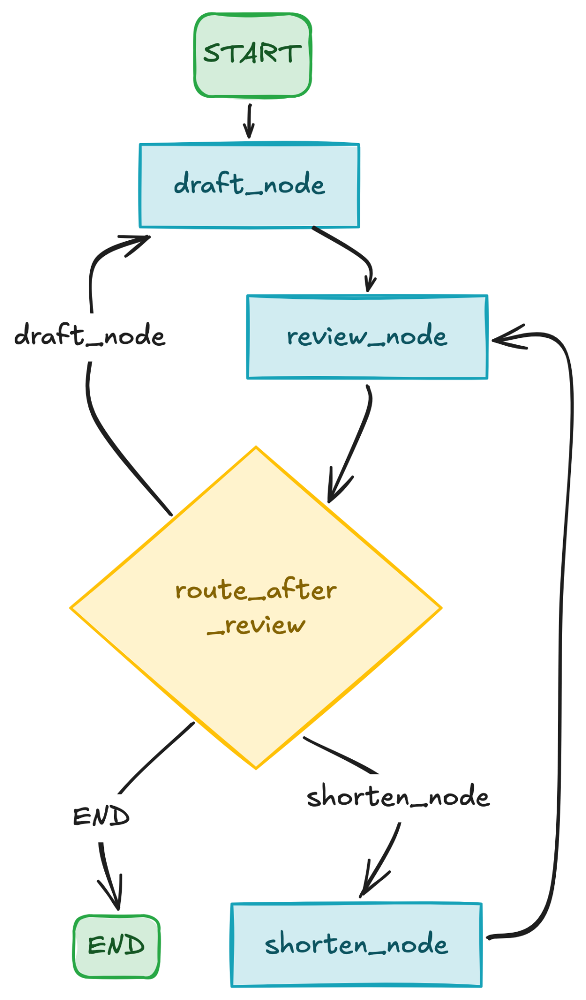 START
draft_node
draft_node
review_node
route_after
_review
shorten_node
END
END
shorten_node